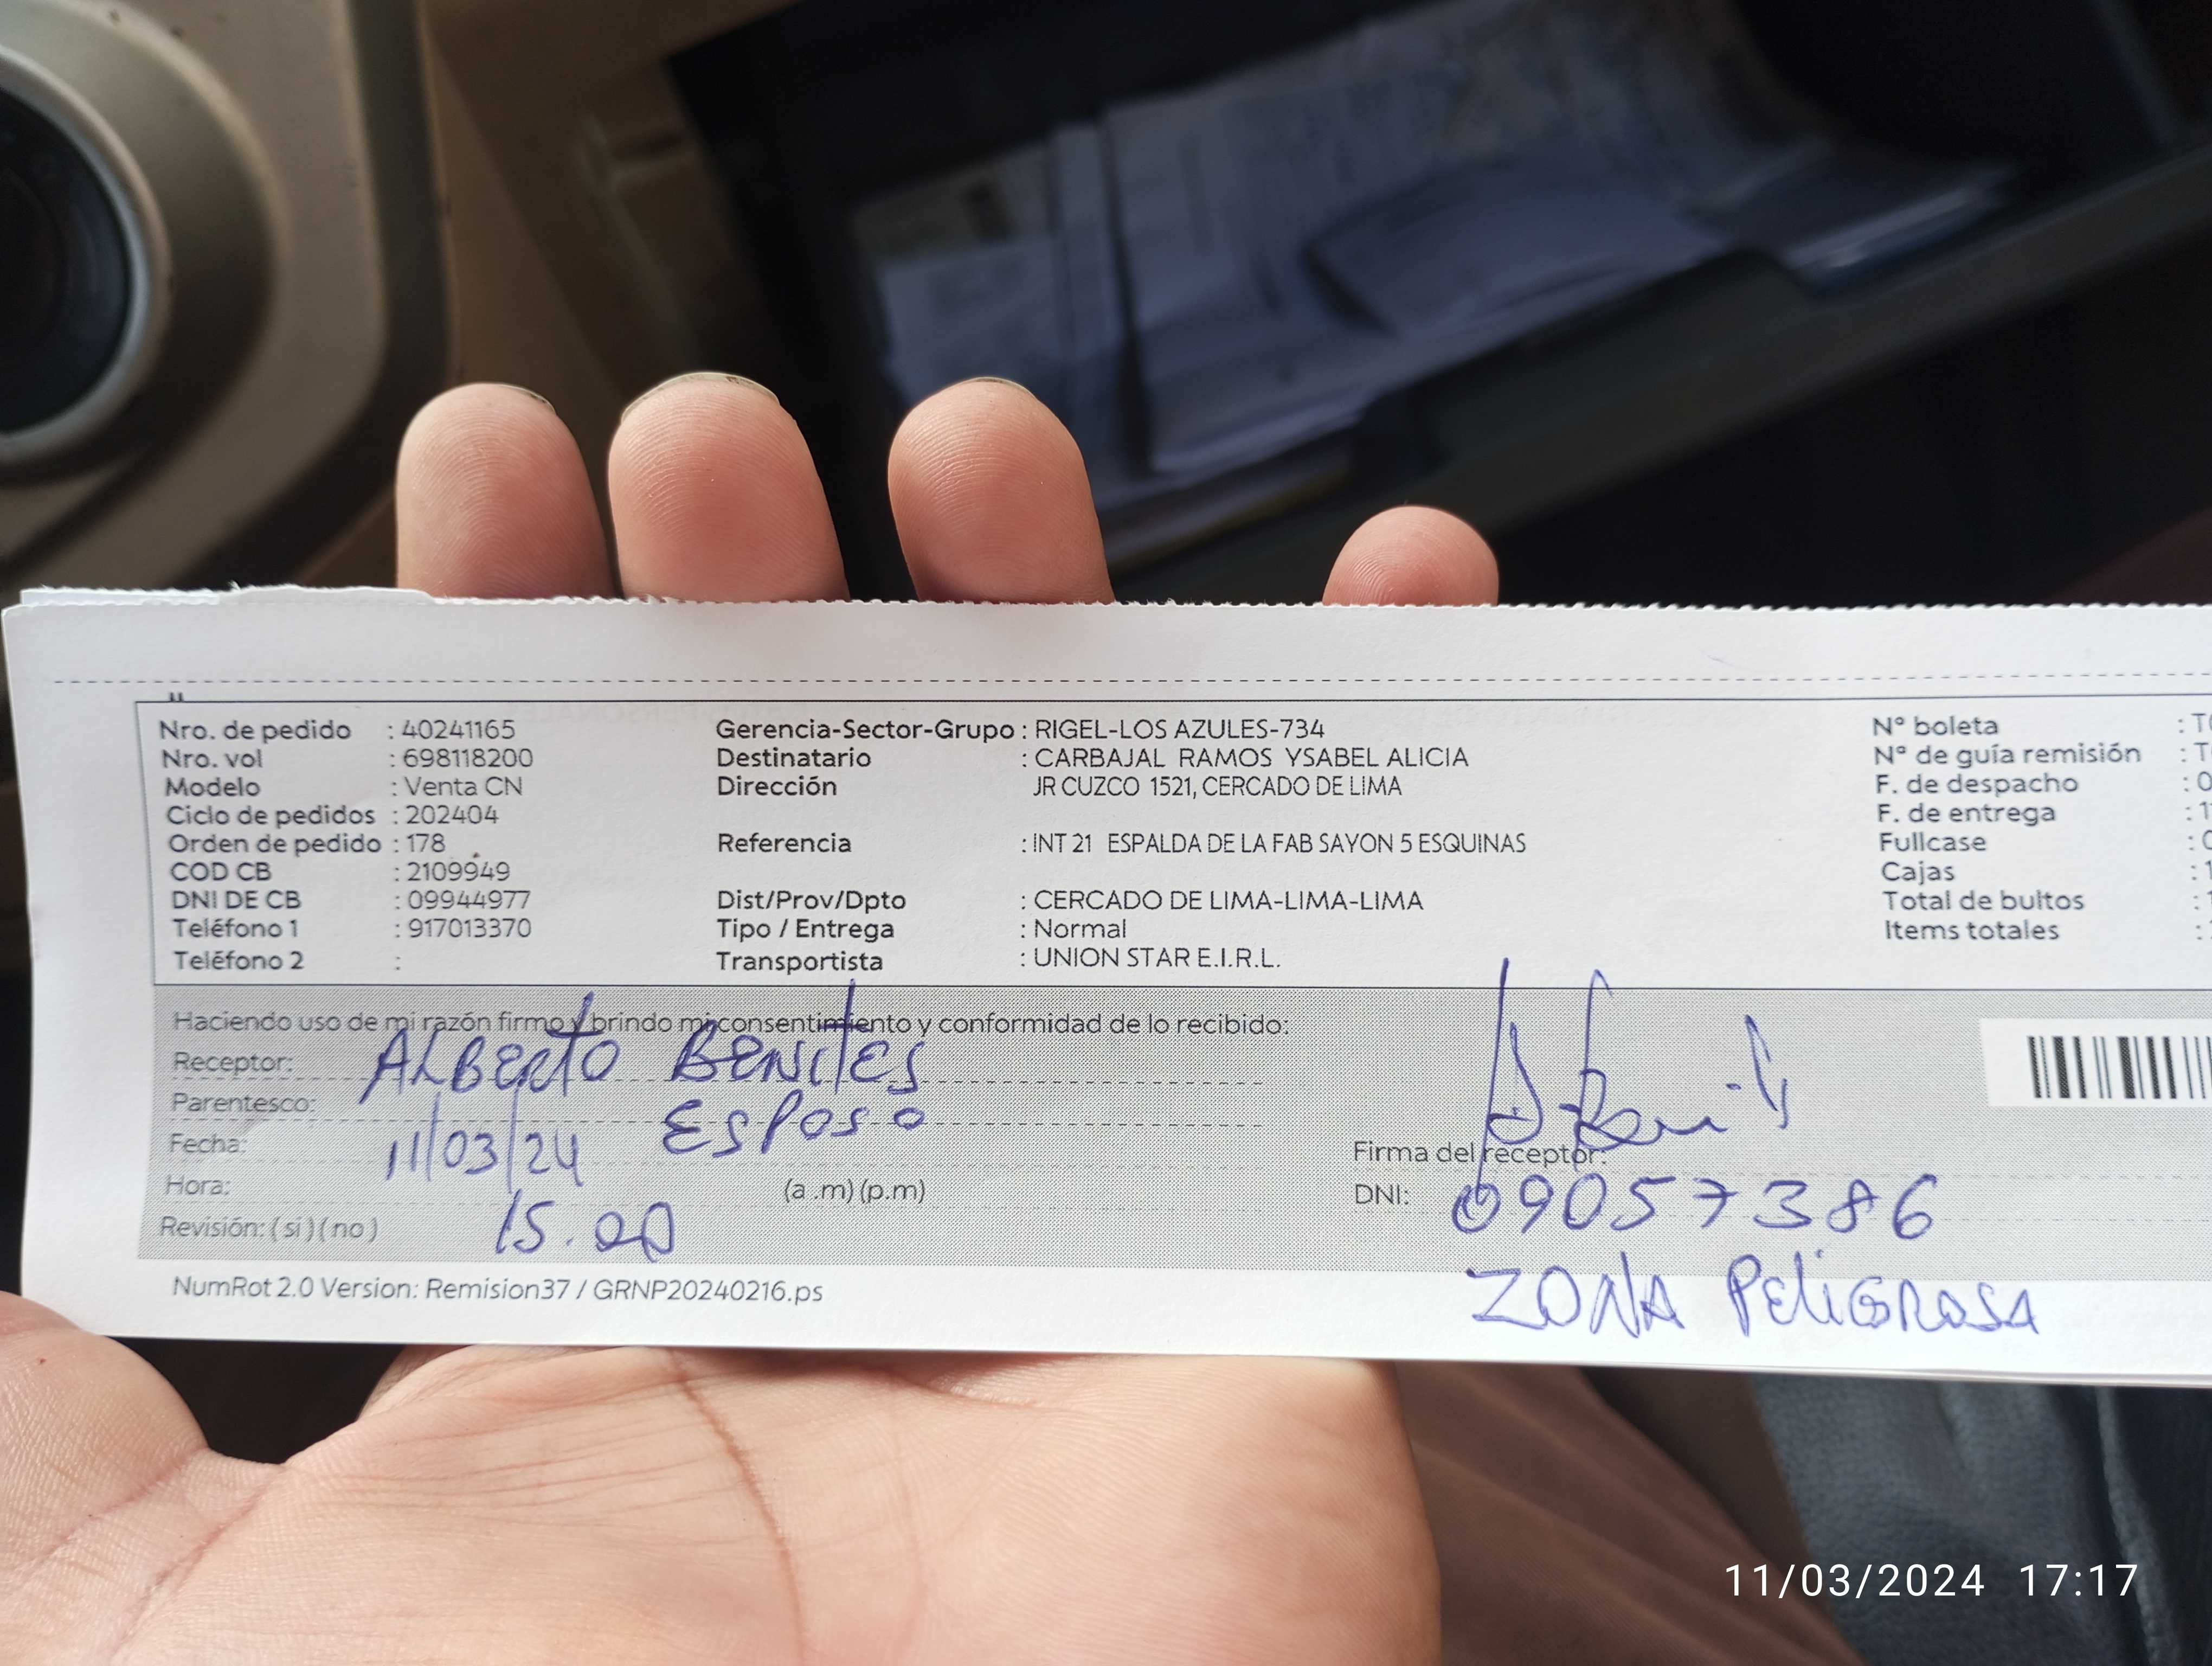 Nro. de pedido : 40241165 Gerencia-Sector-Grupo : RIGEL-LOS AZULES-734 N° boleta : T
Nro. vol : 698118200 Destinatario : CARBAJAL RAMOS YSABEL ALICIA N° de guía remisión : T
Modelo : Venta CN Dirección JR CUZCO 1521, CERCADO DE LIMA F. de despacho : 0
Ciclo de pedidos : 202404 F. de entrega : 1
Orden de pedido : 178 Referencia : INT 21 ESPALDA DE LA FAB SAYON 5 ESQUINAS Fullcase :
COD CB : 2109949 Cajas : 1
DNI DE CB : 09944977 Dist/Prov/Dpto : CERCADO DE LIMA-LIMA-LIMA Total de bultos :
Teléfono 1 : 917013370 Tipo / Entrega : Normal Items totales :
Teléfono 2 : Transportista : UNION STAR E.I.R.L.
Haciendo uso de mi razón firmo y brindo mi consentimiento y conformidad de lo recibido:
Receptor: ALBERTO BENITES
Parentesco: ESPOSO
Fecha: 11/03/24 Firma del receptor:
Hora: (a .m) (p.m) DNI: 09057386
Revisión: ( si ) ( no ) 15.00
NumRot 2.0 Version: Remision37 / GRNP20240216.ps ZONA PELIGROSA
11/03/2024 17:17